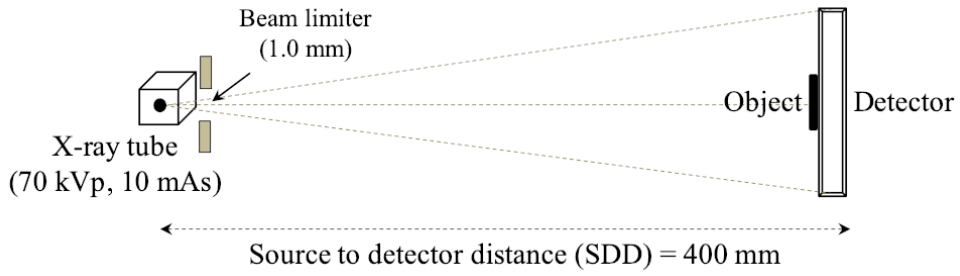 Beam limiter
(1.0 mm)
Object
Detector
X-ray tube
(70 kVp, 10 mAs)
Source to detector distance (SDD) = 400 mm